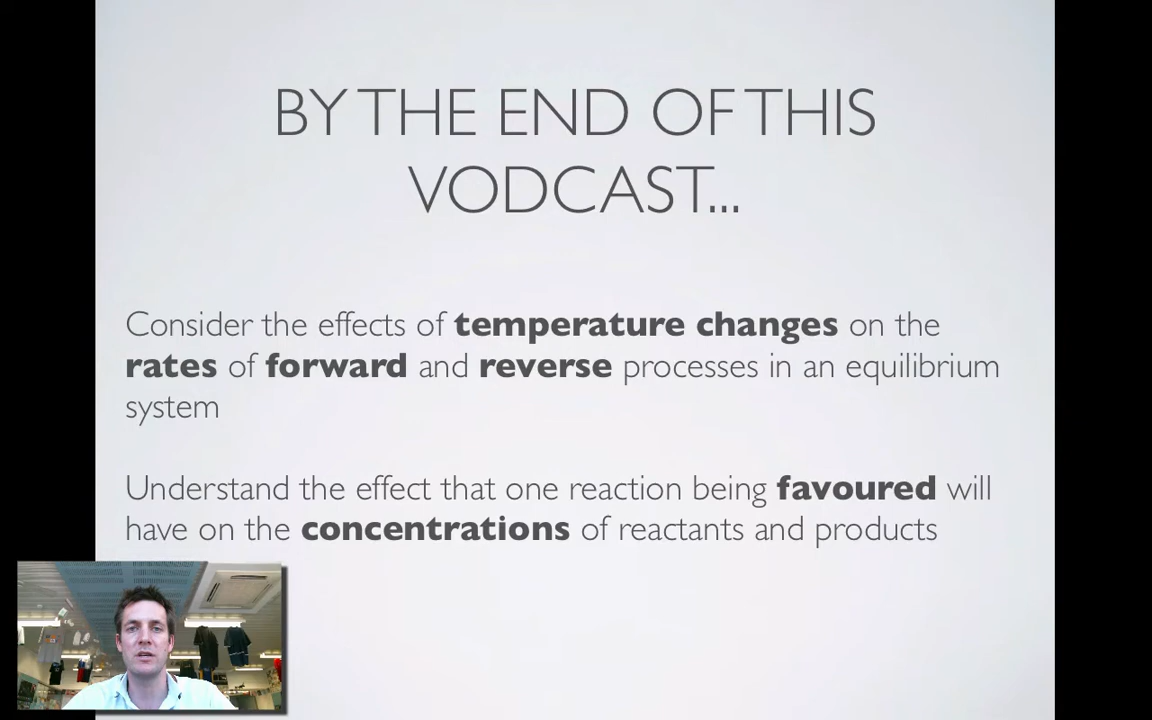 BY THE END OF THIS
VODCAST...
Consider the effects of temperature changes on the
rates of forward and reverse processes in an equilibrium
system
Understand the effect that one reaction being favoured will
have on the concentrations of reactants and products